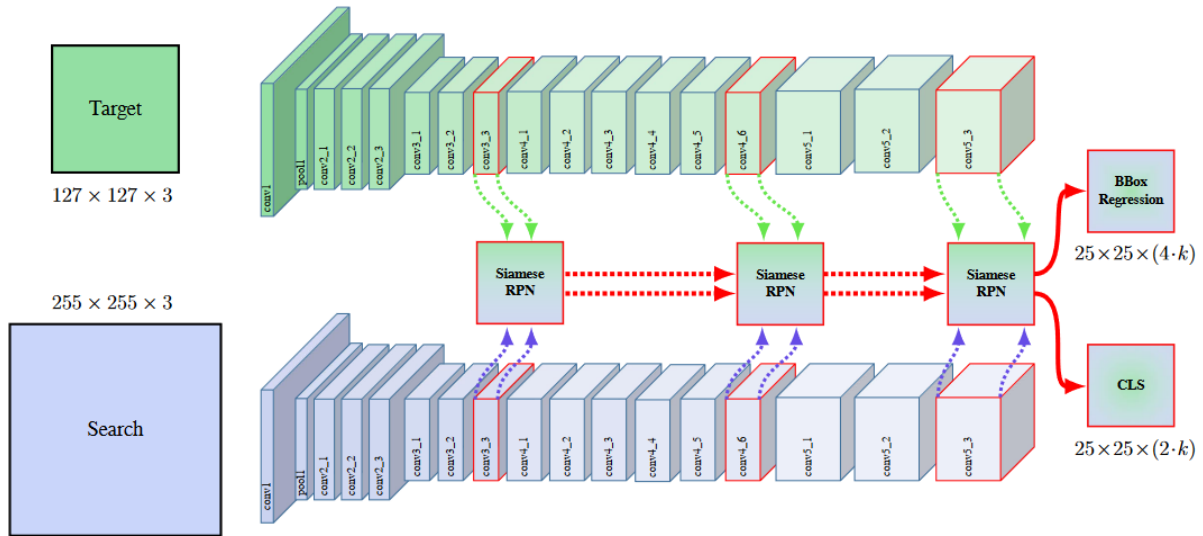 Target
127 × 127 × 3
conv1
pool1
conv2_1
conv2_2
conv2_3
conv3_1
conv3_2
conv3_3
conv4_1
conv4_2
conv4_3
conv4_4
conv4_5
conv4_6
conv5_1
conv5_2
conv5_3
BBox
Regression
25×25×(4·k)
Siamese
RPN
Siamese
RPN
Siamese
RPN
255 × 255 × 3
Search
conv1
pool1
conv2_1
conv2_2
conv2_3
conv3_1
conv3_2
conv3_3
conv4_1
conv4_2
conv4_3
conv4_4
conv4_5
conv4_6
conv5_1
conv5_2
conv5_3
CLS
25×25×(2·k)